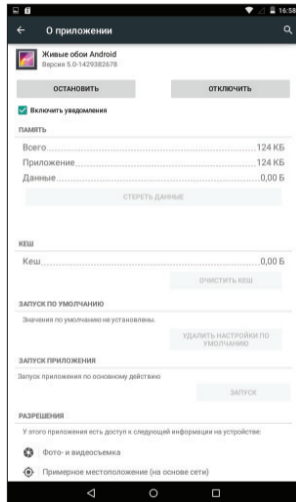 16:58
О приложении
Живые обои Android
Версия 5.0-1429382678
ОСТАНОВИТЬ ОТКЛЮЧИТЬ
Включить уведомления
ПАМЯТЬ
Всего 124 КБ
Приложение 124 КБ
Данные 0,00 Б
СТЕРЕТЬ ДАННЫЕ
КЕШ
Кеш 0,00 Б
ОЧИСТИТЬ КЕШ
ЗАПУСК ПО УМОЛЧАНИЮ
Значения по умолчанию не установлены.
УДАЛИТЬ НАСТРОЙКИ ПО
УМОЛЧАНИЮ
ЗАПУСК ПРИЛОЖЕНИЯ
Запуск приложения по основному действию
ЗАПУСК
РАЗРЕШЕНИЯ
У этого приложения есть доступ к следующей информации на устройстве:
Фото- и видеосъемка
Примерное местоположение (на основе сети)